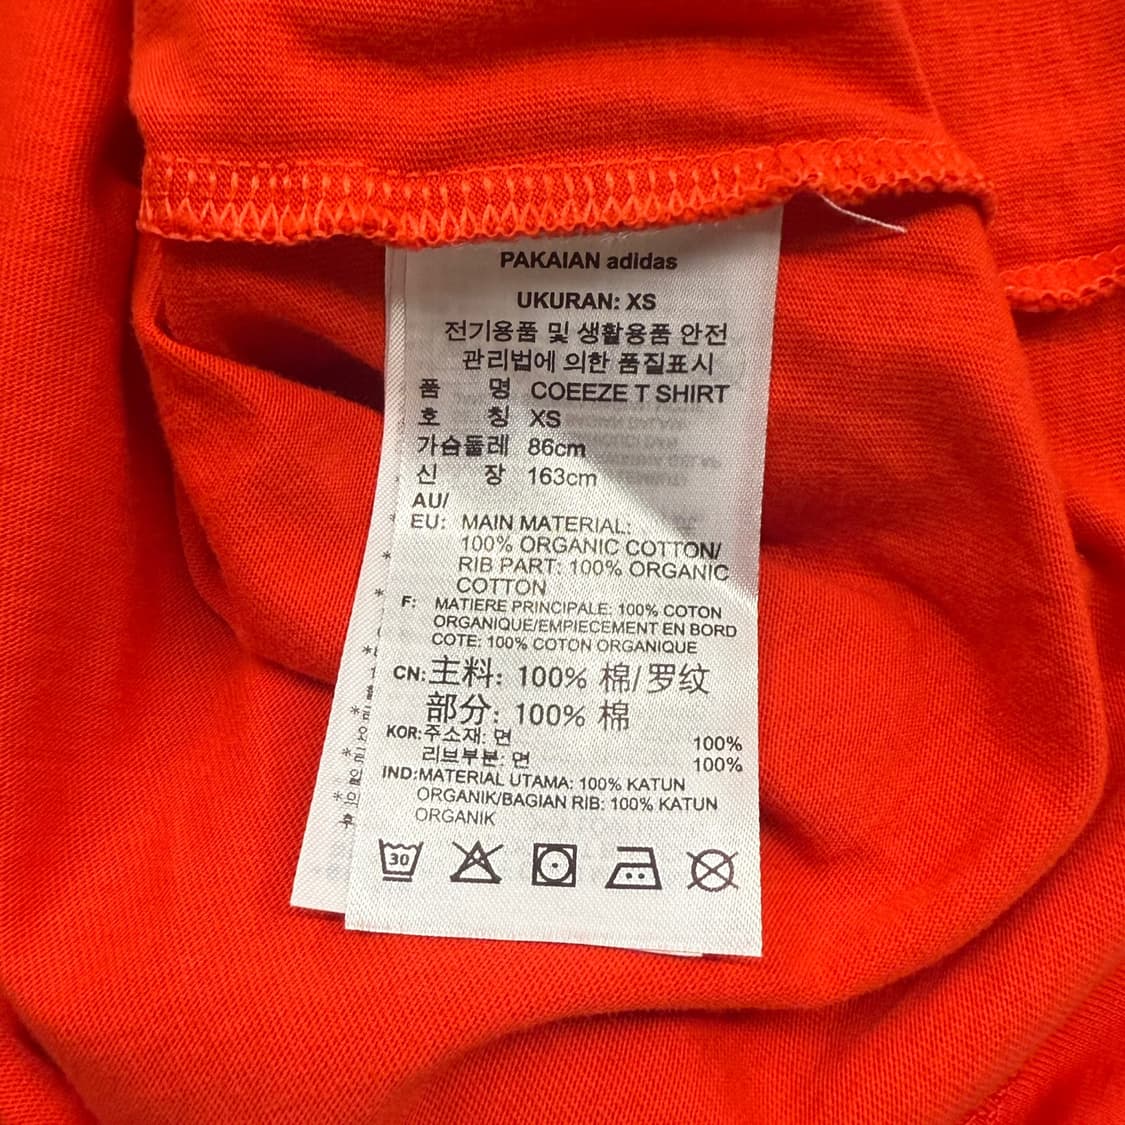 PAKAIAN adidas
UKURAN: XS
전기용품 및 생활용품 안전
관리법에 의한 품질표시
품 명 COEEZE T SHIRT
호 칭 XS
가슴둘레 86cm
신 장 163cm
AU/
EU: MAIN MATERIAL:
100% ORGANIC COTTON/
RIB PART: 100% ORGANIC
COTTON
F: MATIERE PRINCIPALE: 100% COTON
ORGANIQUE/EMPIECEMENT EN BORD
COTE: 100% COTON ORGANIQUE
CN: 主料: 100% 棉/罗纹
部分: 100% 棉
KOR: 주소재: 면 100%
리브부분: 면 100%
IND: MATERIAL UTAMA: 100% KATUN
ORGANIK/BAGIAN RIB: 100% KATUN
ORGANIK
30